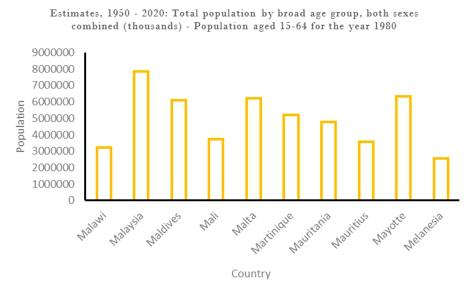 Estimates, 1950 - 2020: Total population by broad age group, both sexes
combined (thousands) - Population aged 15-64 for the year 1980
9000000
8000000
7000000
6000000
5000000
4000000
3000000
2000000
1000000
0
Population
Malawi
Malaysia
Maldives
Mali
Malta
Martinique
Mauritania
Mauritius
Mayotte
Melanesia
Country